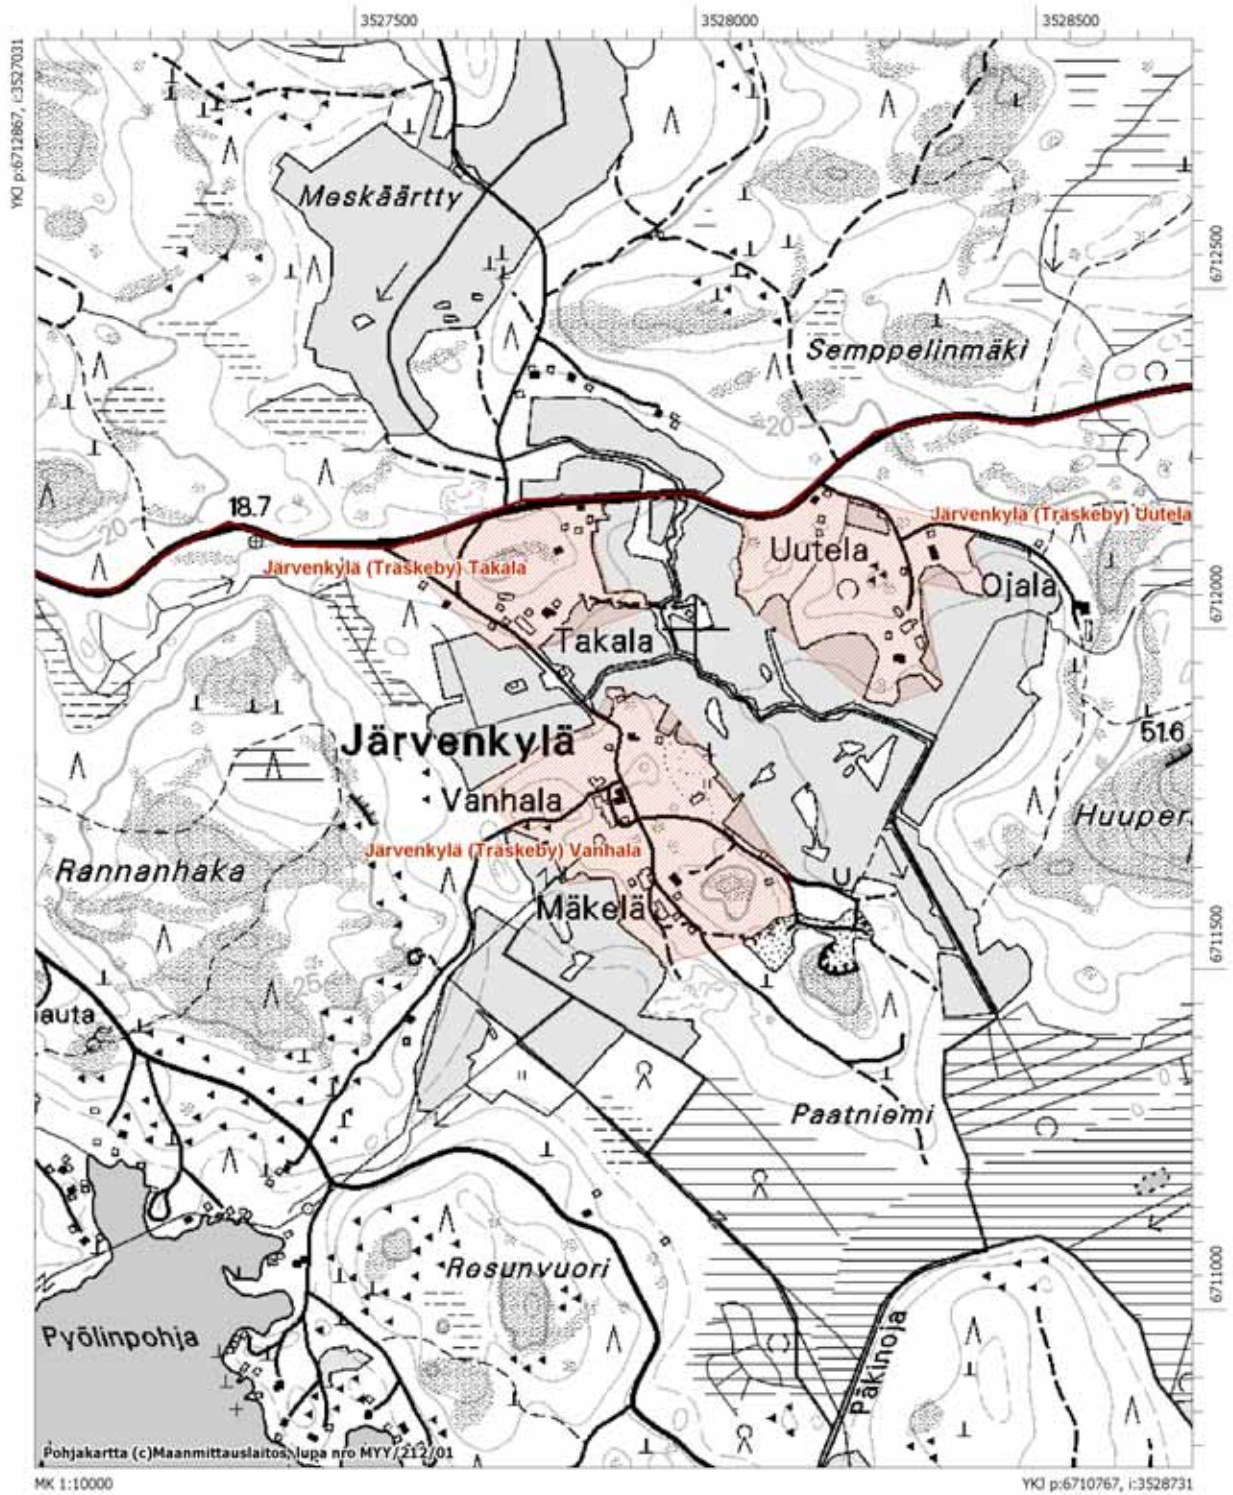 3527500
3528000
3528500
YKJ p:6712867, i:3527031
Meskäärtty
6712500
Semppelinmäki
20
18.7
20
Järvenkylä (Träskeby) Uutela
Uutela
Järvenkylä (Träskeby) Takala
Ojala
6712000
Takala
51.6
Järvenkylä
Vanhala
Huuper
Järvenkylä (Träskeby) Vanhala
Rannanhaka
Mäkelä
6711500
25
auta
Paatniemi
Resunvuori
6711000
Pyölinpohja
Päkinoja
Pohjakartta (c)Maanmittauslaitos, lupa nro MYY/212/01
MK 1:10000
YKJ p:6710767, i:3528731